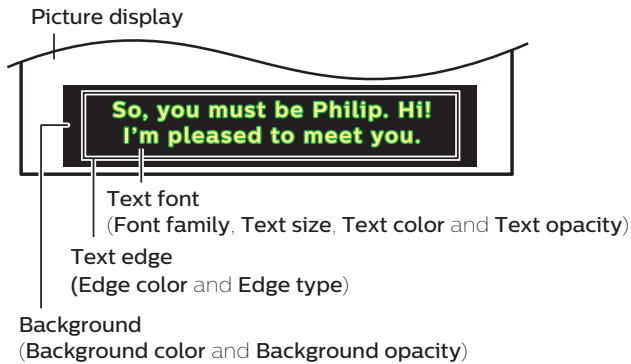 Picture display
So, you must be Philip. Hi!
I'm pleased to meet you.
Text font
(Font family, Text size, Text color and Text opacity)
Text edge
(Edge color and Edge type)
Background
(Background color and Background opacity)